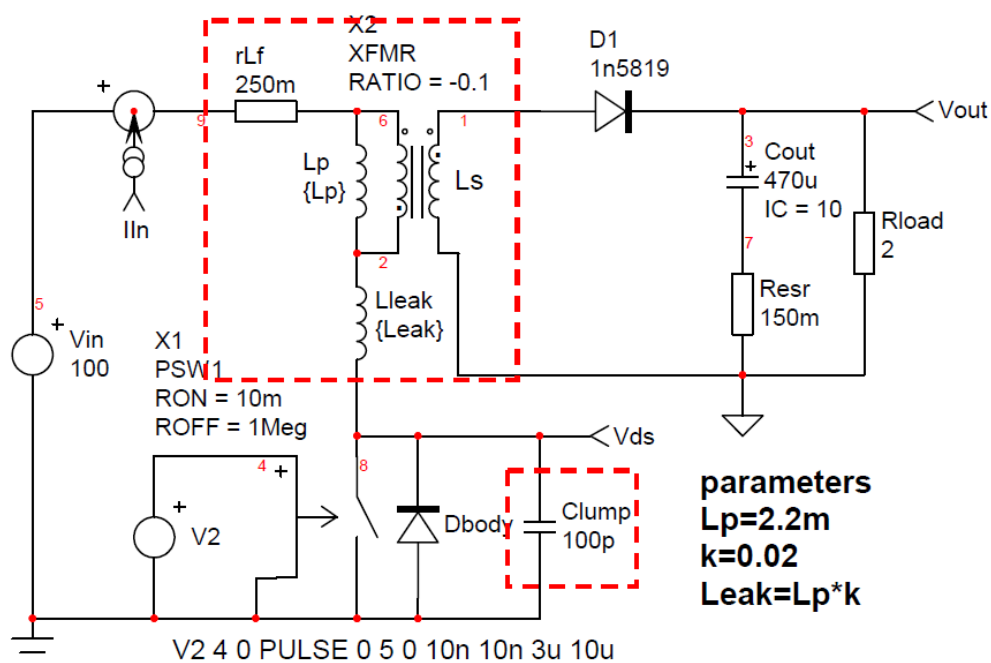 X2
XFMR
RATIO = -0.1
rLf
250m
D1
1n5819
+
9
6
1
Vout
3
Cout
+
470u
IC = 10
Lp
{Lp}
Ls
IIn
Rload
2
2
7
Lleak
{Leak}
Resr
150m
5
+
Vin
100
X1
PSW1
RON = 10m
ROFF = 1Meg
Vds
4
+
8
+
V2
Dbody
Clump
100p
parameters
Lp=2.2m
k=0.02
Leak=Lp*k
V2 4 0 PULSE 0 5 0 10n 10n 3u 10u